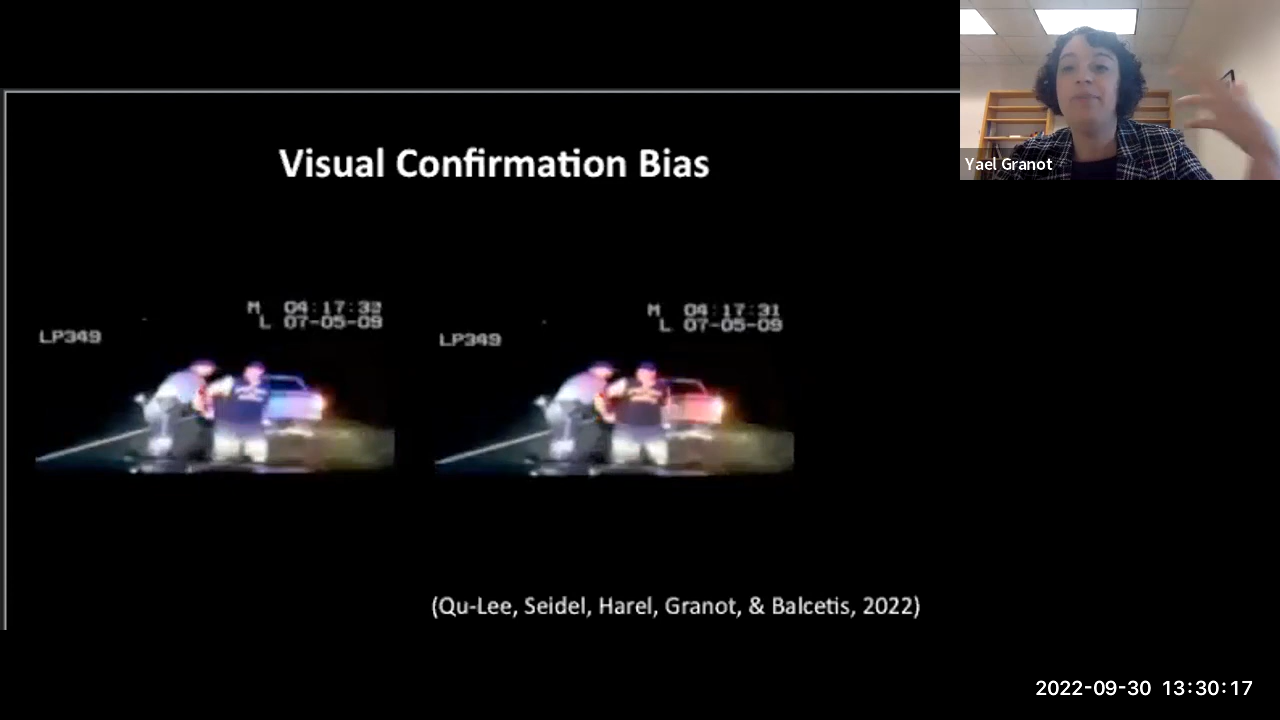 Visual Confirmation Bias
Yael Granot
M 04:17:32
L 07-05-09
LP349
M 04:17:31
L 07-05-09
LP349
(Qu-Lee, Seidel, Harel, Granot, & Balcetis, 2022)
2022-09-30 13:30:17